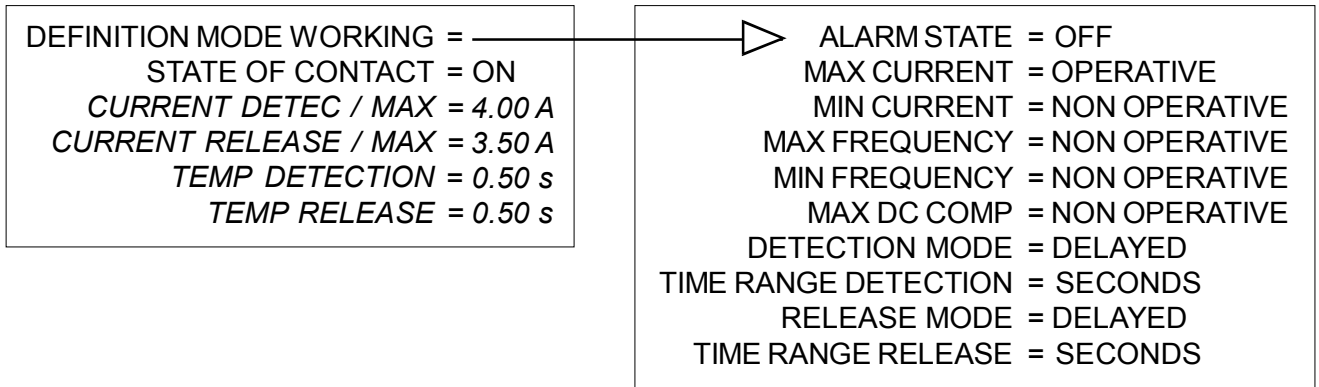 DEFINITION MODE WORKING =
STATE OF CONTACT = ON
CURRENT DETEC / MAX = 4.00 A
CURRENT RELEASE / MAX = 3.50 A
TEMP DETECTION = 0.50 s
TEMP RELEASE = 0.50 s
ALARM STATE = OFF
MAX CURRENT = OPERATIVE
MIN CURRENT = NON OPERATIVE
MAX FREQUENCY = NON OPERATIVE
MIN FREQUENCY = NON OPERATIVE
MAX DC COMP = NON OPERATIVE
DETECTION MODE = DELAYED
TIME RANGE DETECTION = SECONDS
RELEASE MODE = DELAYED
TIME RANGE RELEASE = SECONDS